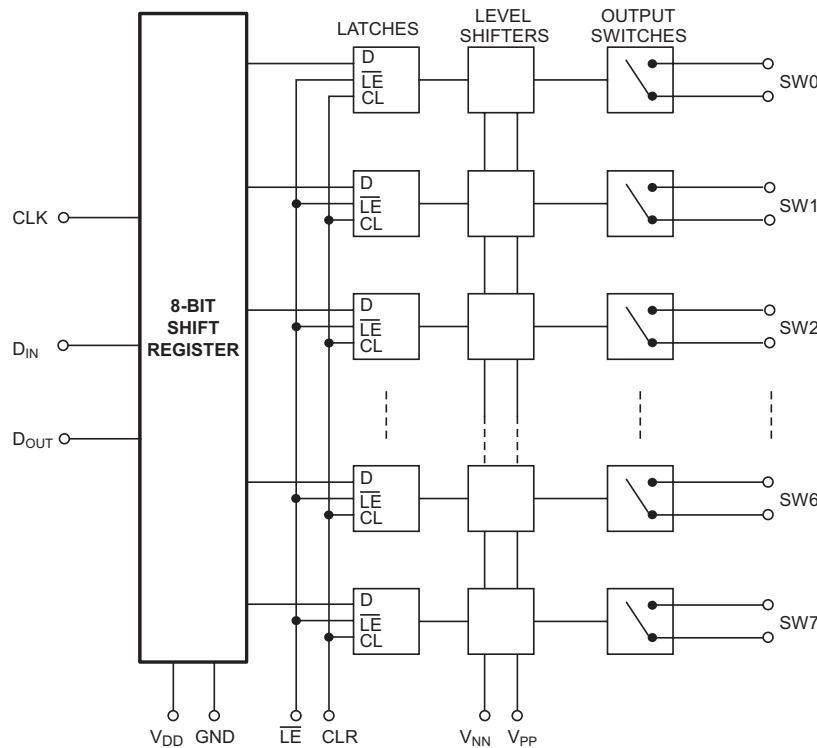 LATCHES
LEVEL
SHIFTERS
OUTPUT
SWITCHES
D
LE
CL
SW0
D
LE
CL
SW1
CLK
8-BIT
SHIFT
REGISTER
D
LE
CL
SW2
DIN
DOUT
D
LE
CL
SW6
D
LE
CL
SW7
VDD GND LE CLR VNN VPP